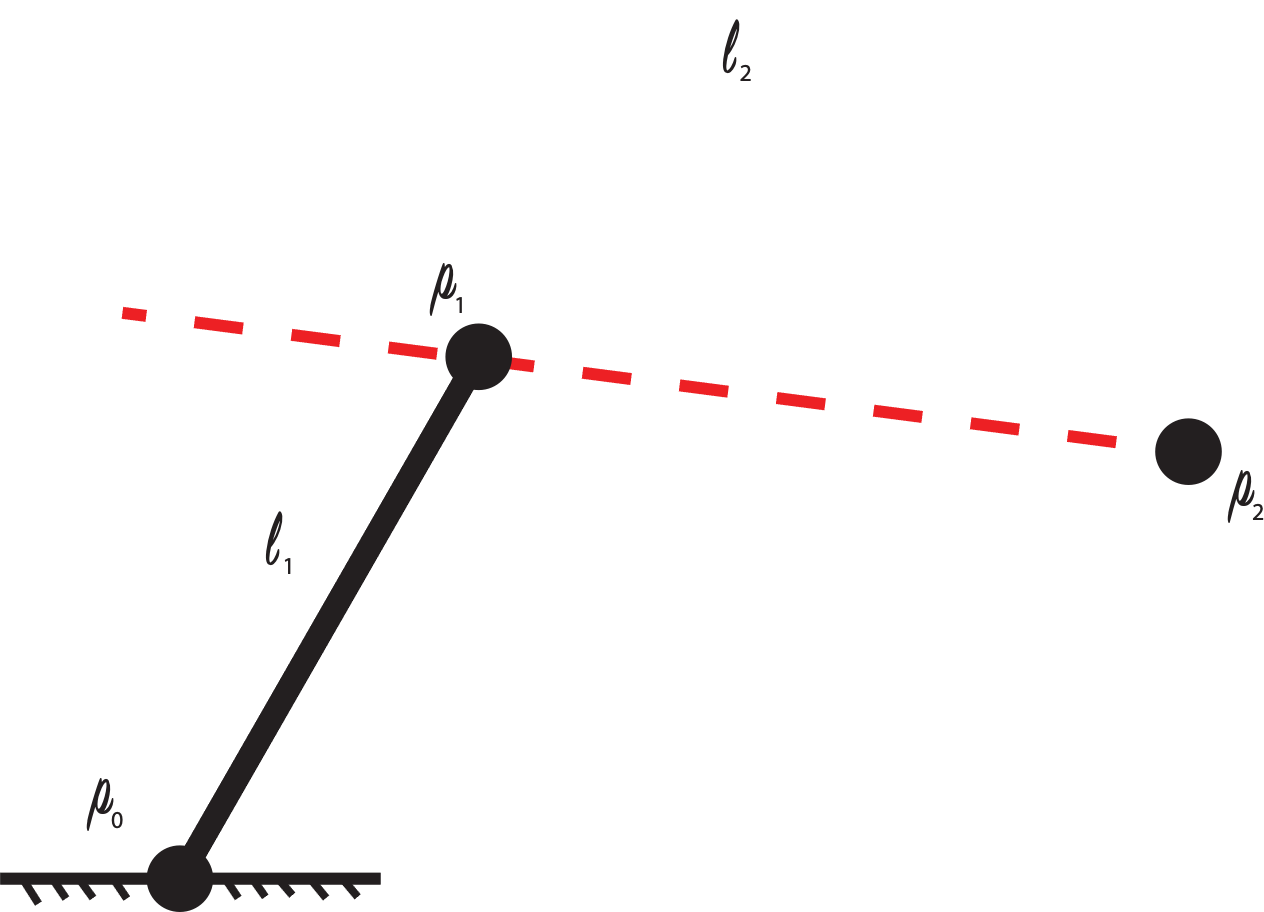 ℓ₂
p₁
ℓ₁
p₂
p₀